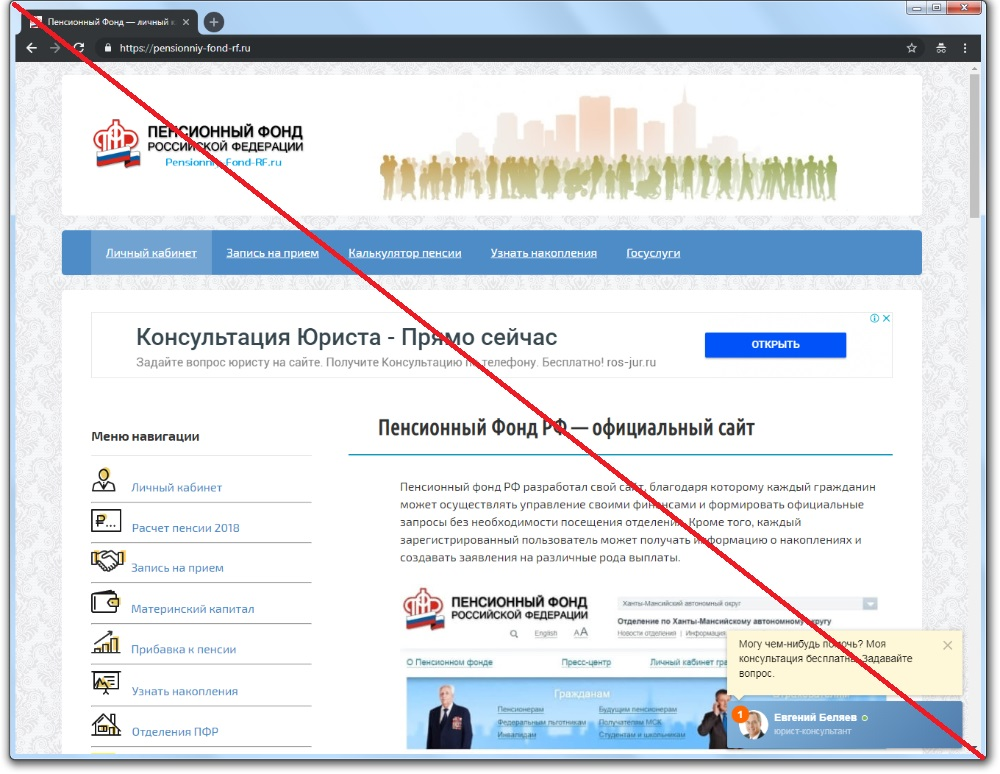 Пенсионный Фонд — личный к
https://pensionniy-fond-rf.ru
ПЕНСИОННЫЙ ФОНД
РОССИЙСКОЙ ФЕДЕРАЦИИ
Pensionniy-Fond-RF.ru
Личный кабинет Запись на прием Калькулятор пенсии Узнать накопления Госуслуги
Консультация Юриста - Прямо сейчас
Задайте вопрос юристу на сайте. Получите Консультацию по телефону. Бесплатно! ros-jur.ru
ОТКРЫТЬ
Меню навигации
Личный кабинет
Расчет пенсии 2018
Запись на прием
Материнский капитал
Прибавка к пенсии
Узнать накопления
Отделения ПФР
Пенсионный Фонд РФ — официальный сайт
Пенсионный фонд РФ разработал свой сайт, благодаря которому каждый гражданин
может осуществлять управление своими финансами и формировать официальные
запросы без необходимости посещения отделения. Кроме того, каждый
зарегистрированный пользователь может получать информацию о накоплениях и
создавать заявления на различные рода выплаты.
ПЕНСИОННЫЙ ФОНД
РОССИЙСКОЙ ФЕДЕРАЦИИ
English АА
Ханты-Мансийский автономный округ
Отделение по Ханты-Мансийскому автономному округу
Новости отделения | Информация
О Пенсионном фонде Пресс-центр Личный кабинет гра
Гражданам
Пенсионерам Будущим пенсионерам
Федеральным льготникам Получателям МСК
Инвалидам Студентам и школьникам
Могу чем-нибудь помочь? Моя
консультация бесплатна. Задавайте
вопрос.
1
Евгений Беляев
юрист-консультант